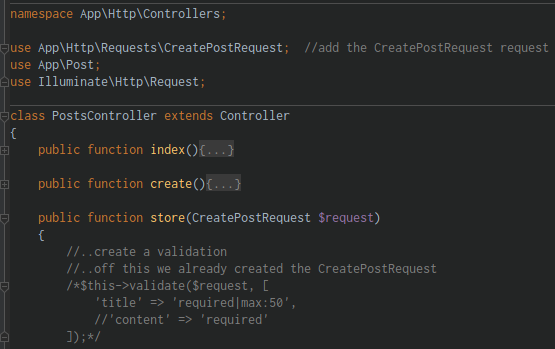 namespace App\Http\Controllers;
use App\Http\Requests\CreatePostRequest;  //add the CreatePostRequest request
use App\Post;
use Illuminate\Http\Request;
class PostsController extends Controller
{
    public function index(){...}
    public function create(){...}
    public function store(CreatePostRequest $request)
    {
        //..create a validation
        //..off this we already created the CreatePostRequest
        /*$this->validate($request, [
            'title' => 'required|max:50',
            //'content' => 'required'
        ]);*/